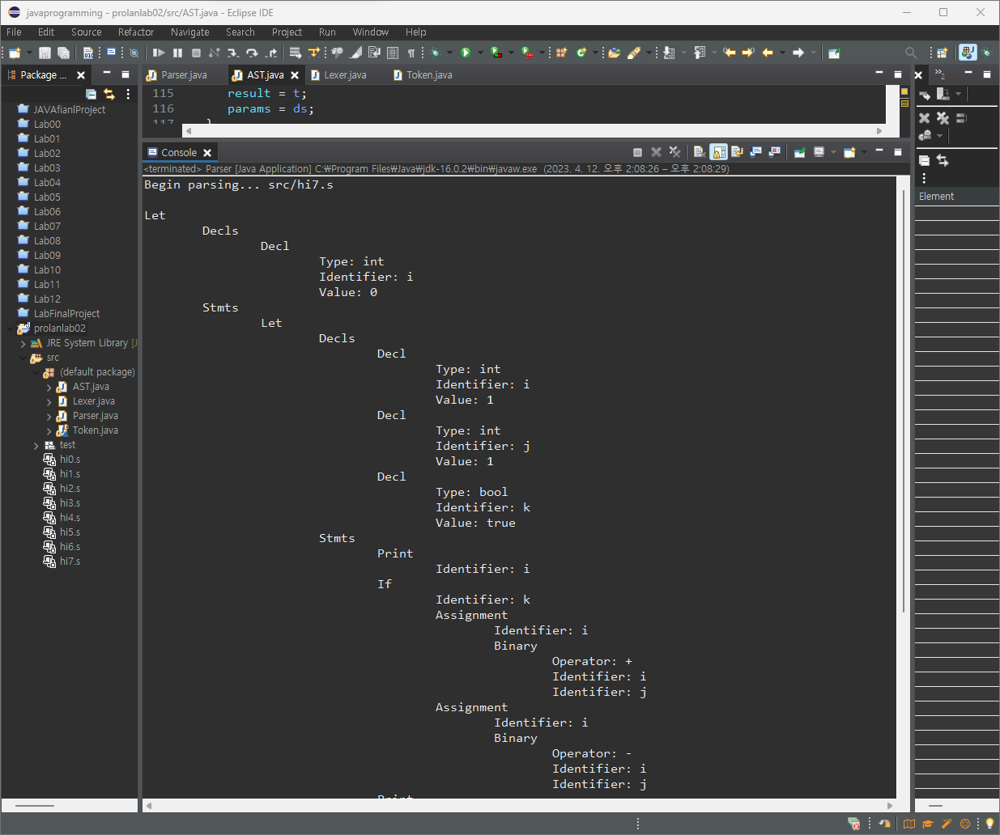 javaprogramming - prolanlab02/src/AST.java - Eclipse IDE
File Edit Source Refactor Navigate Search Project Run Window Help
Package ...
Parser.java AST.java Lexer.java Token.java
JAVAfianlProject
Lab00
Lab01
Lab02
Lab03
Lab04
Lab05
Lab06
Lab07
Lab08
Lab09
Lab10
Lab11
Lab12
LabFinalProject
prolanlab02
JRE System Library [J
src
(default package)
AST.java
Lexer.java
Parser.java
Token.java
test
hi0.s
hi1.s
hi2.s
hi3.s
hi4.s
hi5.s
hi6.s
hi7.s
115 result = t;
116 params = ds;
117 }
Console
<terminated> Parser [Java Application] C:₩Program Files₩Java₩jdk-16.0.2₩bin₩javaw.exe (2023. 4. 12. 오후 2:08:26 – 오후 2:08:29)
Begin parsing... src/hi7.s
Let
Decls
Decl
Type: int
Identifier: i
Value: 0
Stmts
Let
Decls
Decl
Type: int
Identifier: i
Value: 1
Decl
Type: int
Identifier: j
Value: 1
Decl
Type: bool
Identifier: k
Value: true
Stmts
Print
Identifier: i
If
Identifier: k
Assignment
Identifier: i
Binary
Operator: +
Identifier: i
Identifier: j
Assignment
Identifier: i
Binary
Operator: -
Identifier: i
Identifier: j
Print
2
Element